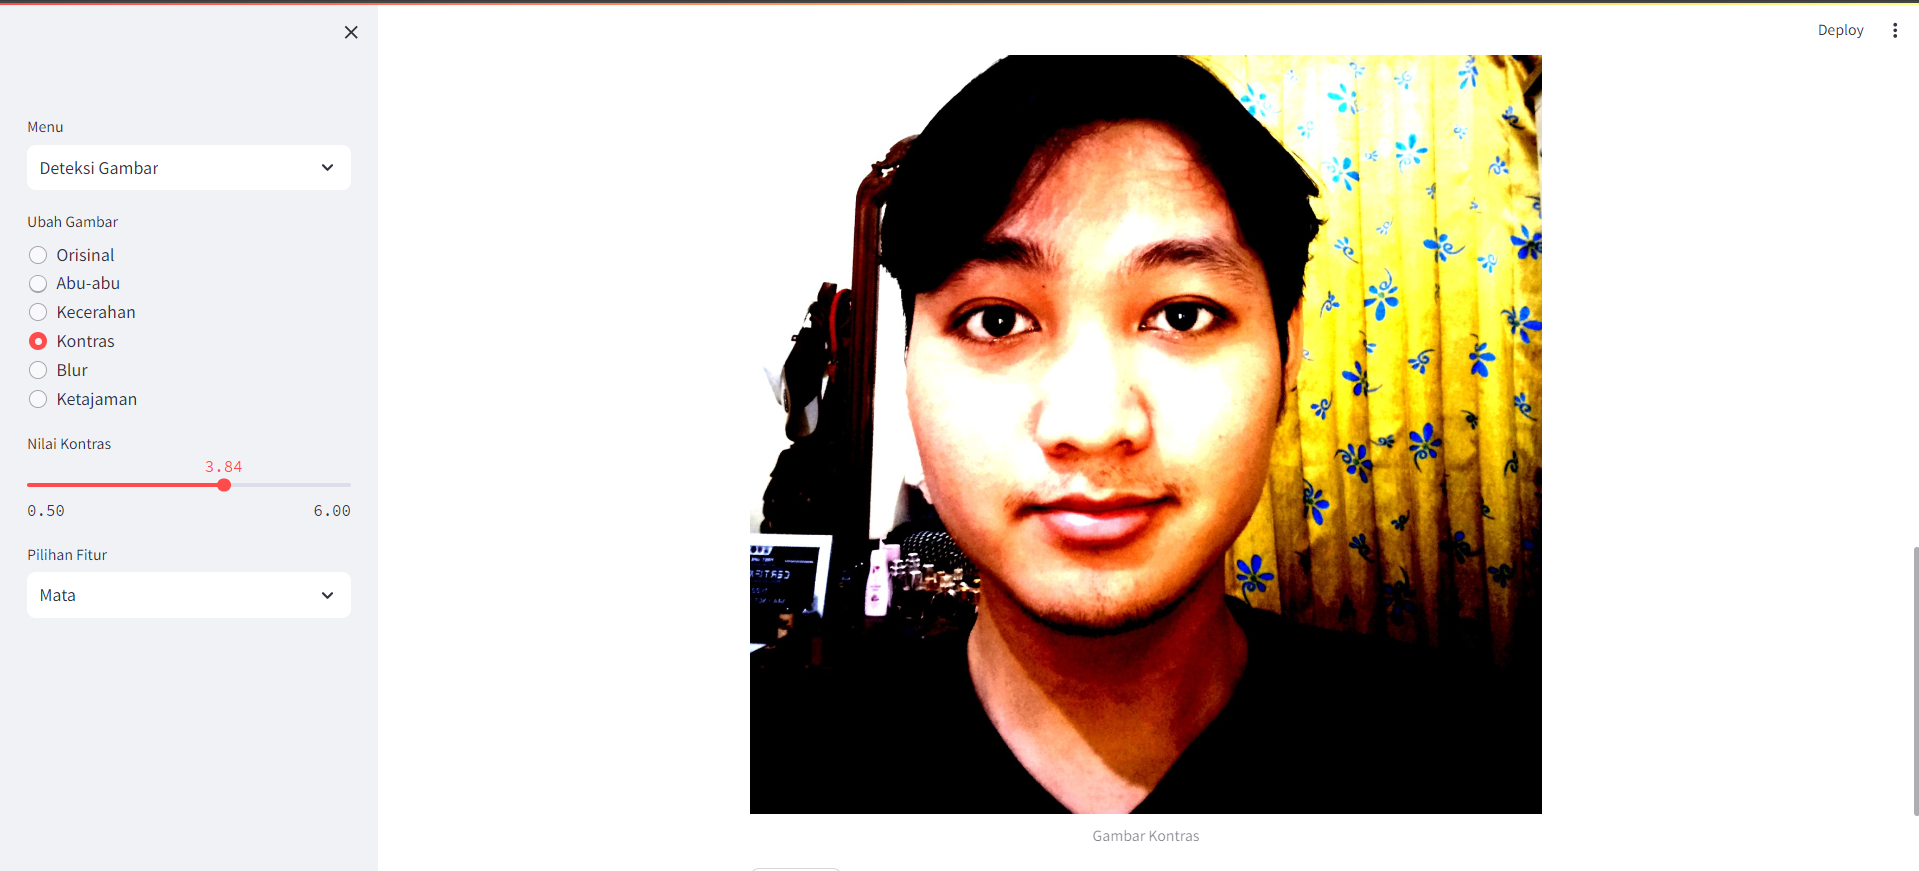 Deploy
Menu
Deteksi Gambar
Ubah Gambar
Orisinal
Abu-abu
Kecerahan
Kontras
Blur
Ketajaman
Nilai Kontras
3.84
0.50 6.00
Pilihan Fitur
Mata
Gambar Kontras